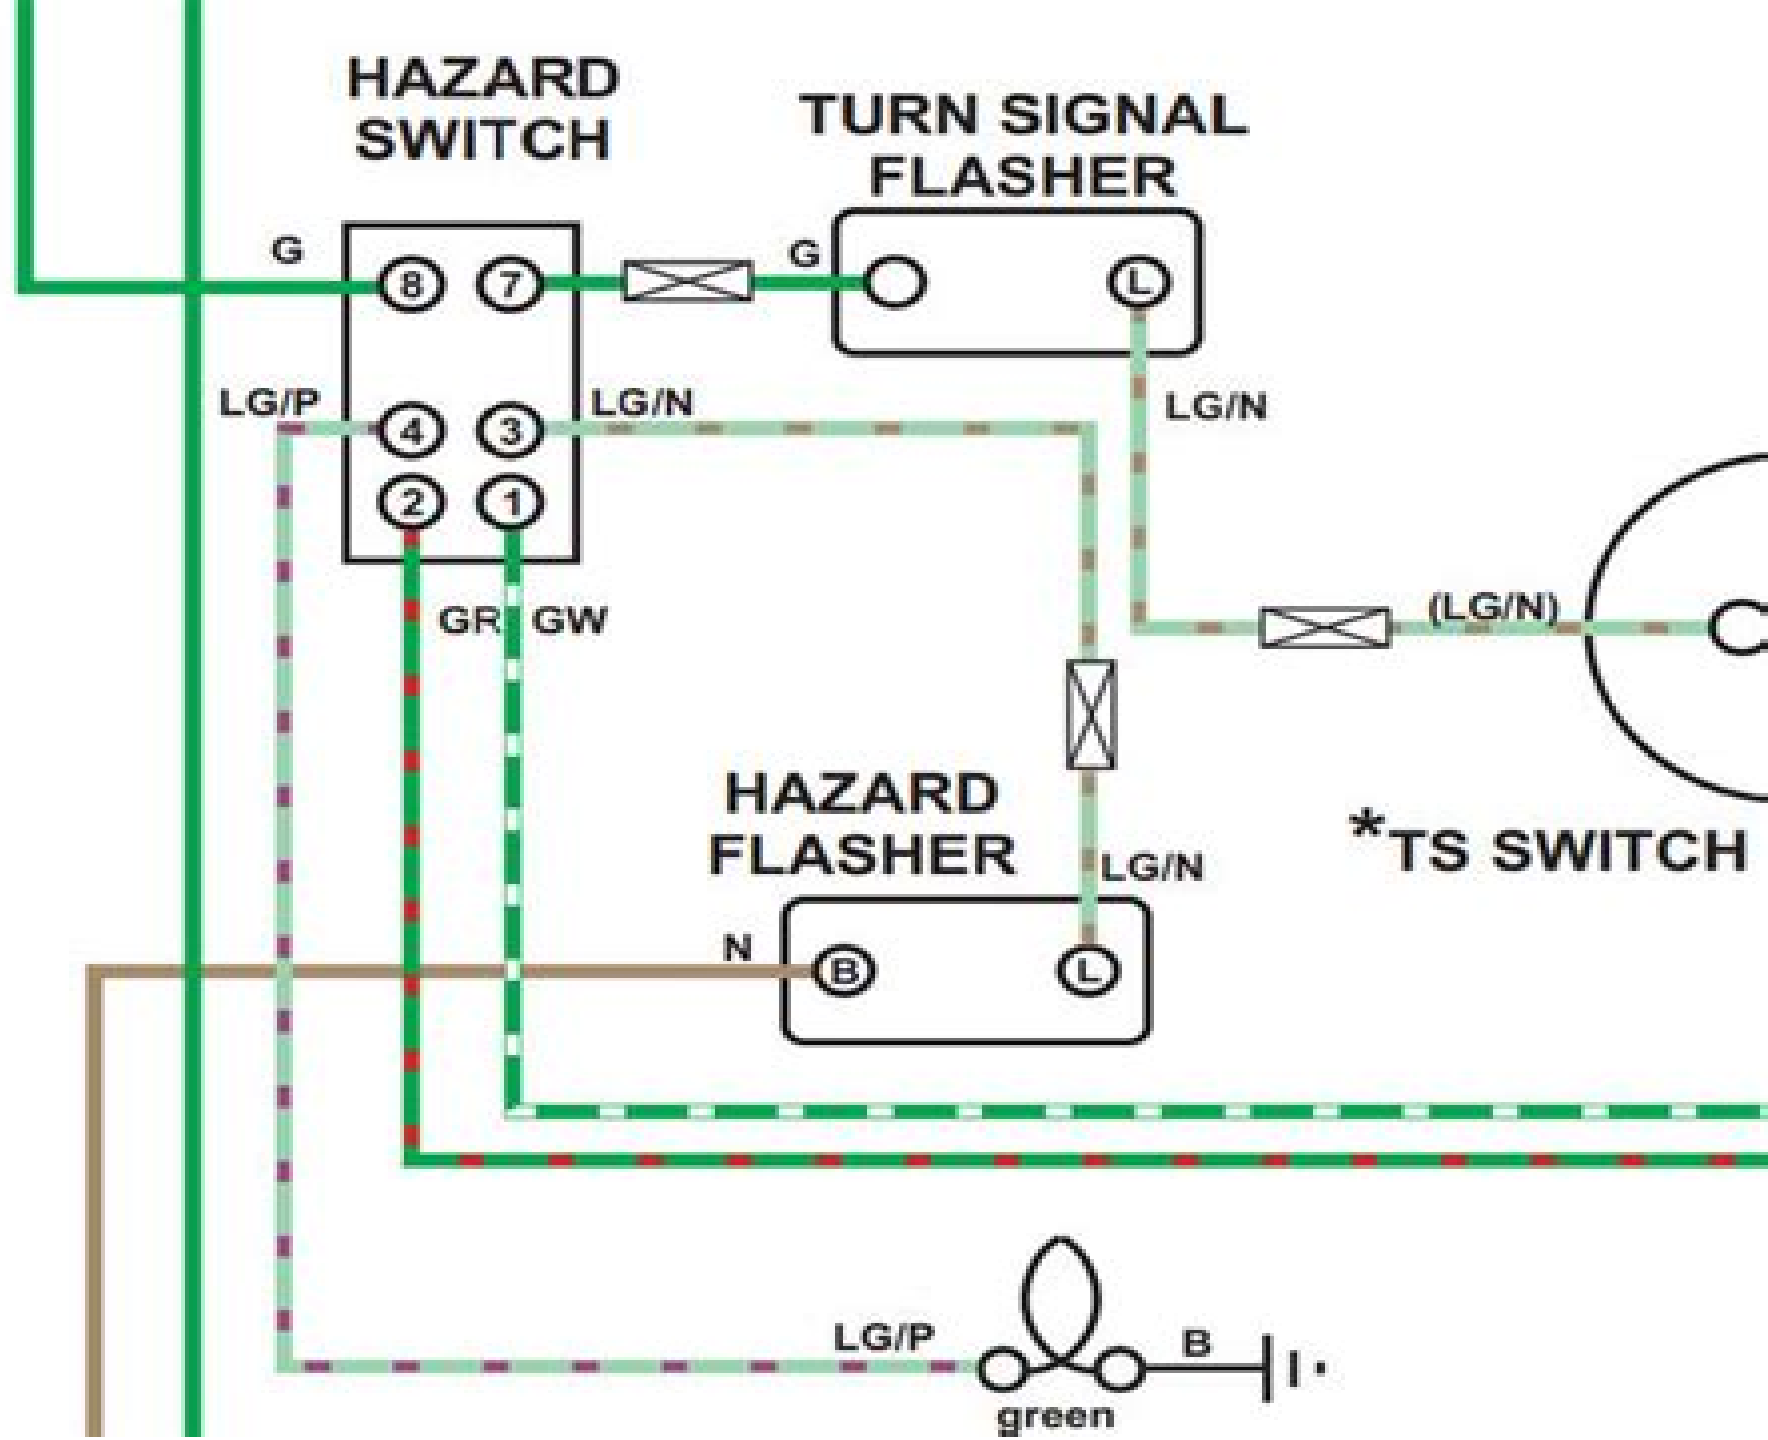 HAZARD
SWITCH
TURN SIGNAL
FLASHER
G
8
7
G
L
LG/P
4
3
LG/N
LG/N
2
1
GR
GW
(LG/N)
HAZARD
FLASHER
*TS SWITCH
LG/N
N
B
L
LG/P
B
green